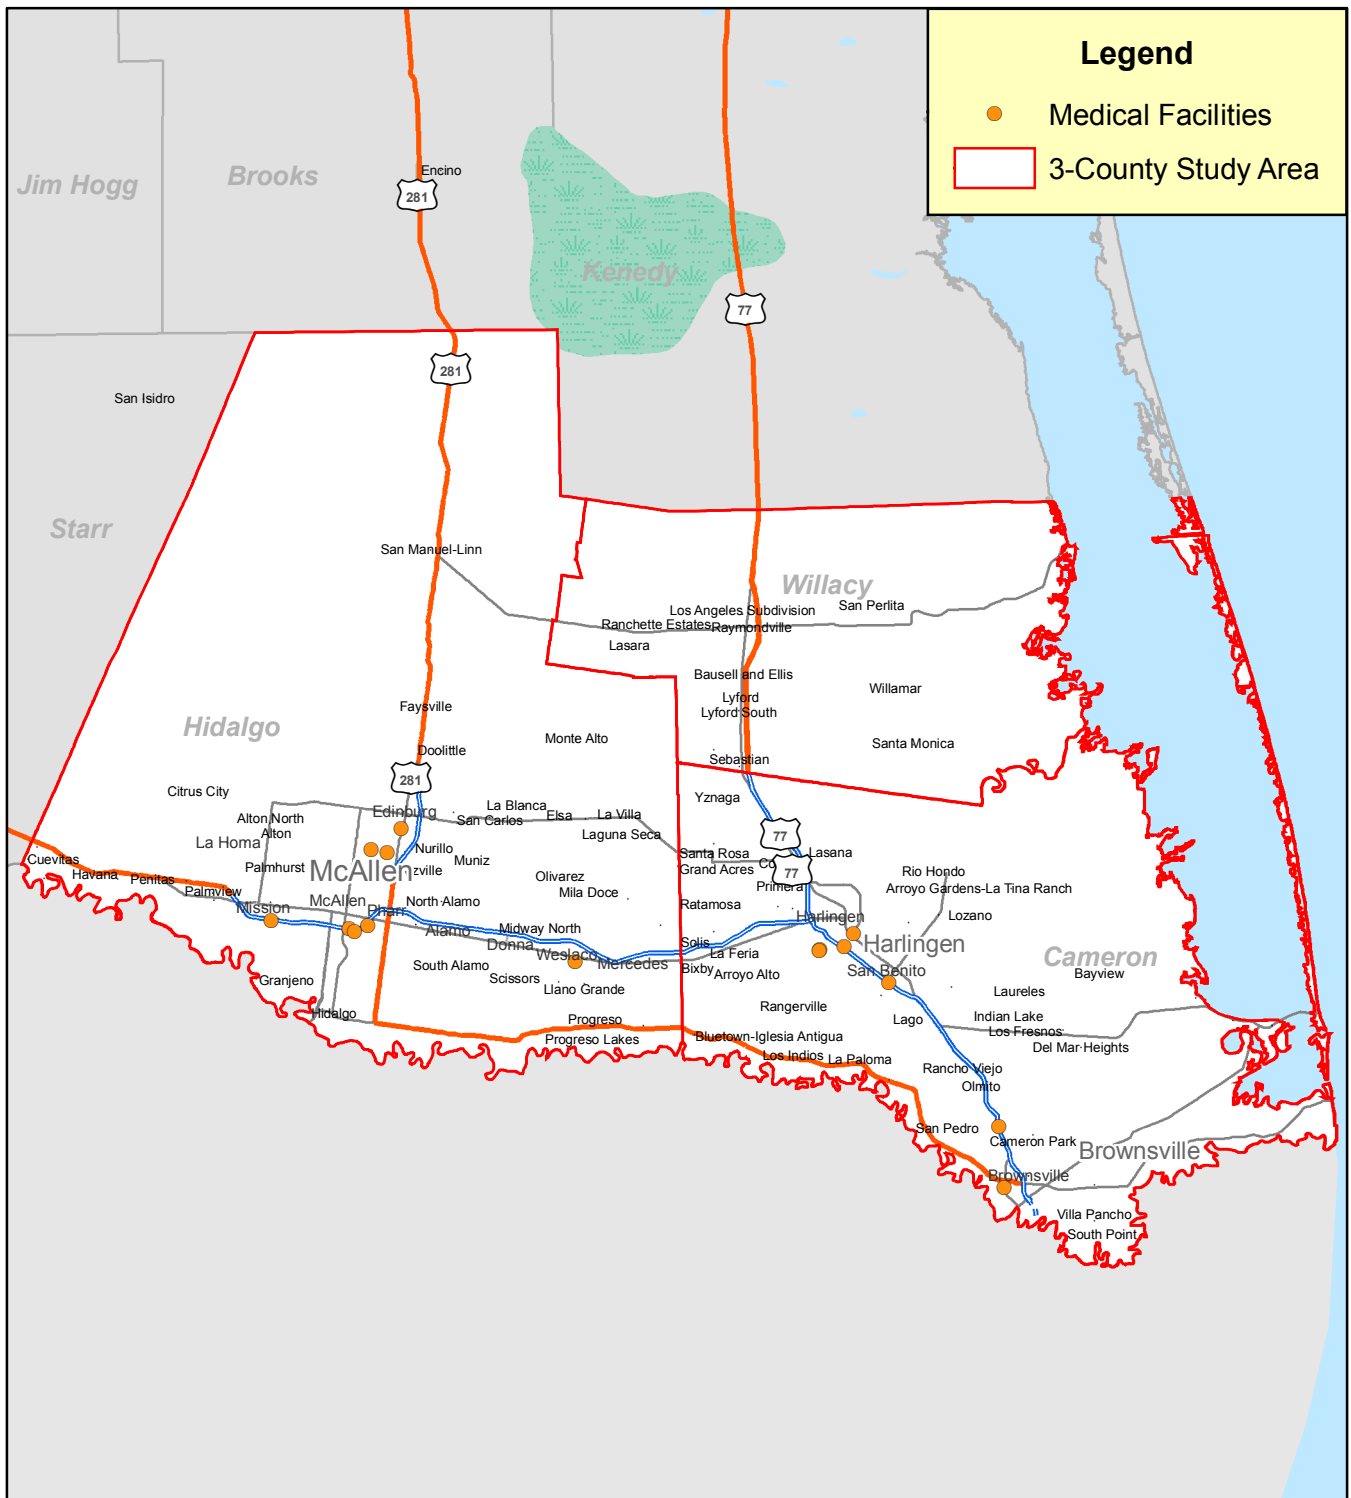 Legend
Medical Facilities
3-County Study Area
Jim Hogg
Brooks
Encino
281
Kenedy
77
281
San Isidro
Starr
San Manuel-Linn
Willacy
Los Angeles Subdivision
San Perlita
Ranchette Estates
Raymondville
Lasara
Bausell and Ellis
Willamar
Lyford
Lyford South
Faysville
Hidalgo
Monte Alto
Santa Monica
Doolittle
Sebastian
281
Citrus City
Yznaga
La Blanca
Edinburg
Elsa
La Villa
San Carlos
Alton North
Alton
Laguna Seca
77
La Homa
Nurillo
Santa Rosa
Lasana
Cuevitas
Muniz
Co
Palmhurst
McAllen
zville
Grand Acres
77
Rio Hondo
Havana
Penitas
Olivarez
Primera
Arroyo Gardens-La Tina Ranch
Palmview
Mila Doce
McAllen
North Alamo
Ratamosa
Mission
Pharr
Harlingen
Lozano
Alamo
Midway North
Donna
Solis
Harlingen
Weslaco
La Feria
Cameron
South Alamo
Mercedes
Bixby
Arroyo Alto
San Benito
Bayview
Granjeno
Scissors
Llano Grande
Laureles
Rangerville
Hidalgo
Progreso
Lago
Indian Lake
Los Fresnos
Progreso Lakes
Bluetown-Iglesia Antigua
Del Mar Heights
Los Indios
La Paloma
Rancho Viejo
Olmito
San Pedro
Cameron Park
Brownsville
Brownsville
Villa Pancho
South Point